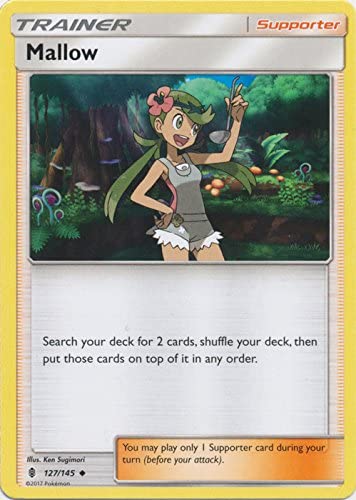 TRAINER Supporter
Mallow
Search your deck for 2 cards, shuffle your deck, then
put those cards on top of it in any order.
Illus. Ken Sugimori
127/145
You may play only 1 Supporter card during your
turn (before your attack).
©2017 Pokémon